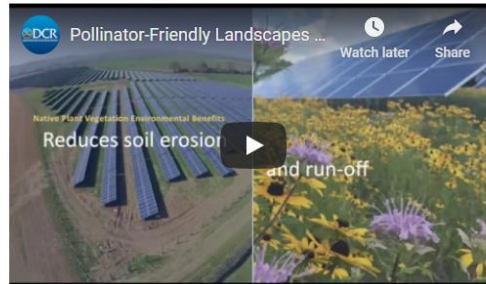 DCR
Pollinator-Friendly Landscapes ...
Watch later
Share
Native Plant Vegetation Environmental Benefits
Reduces soil erosion
and run-off